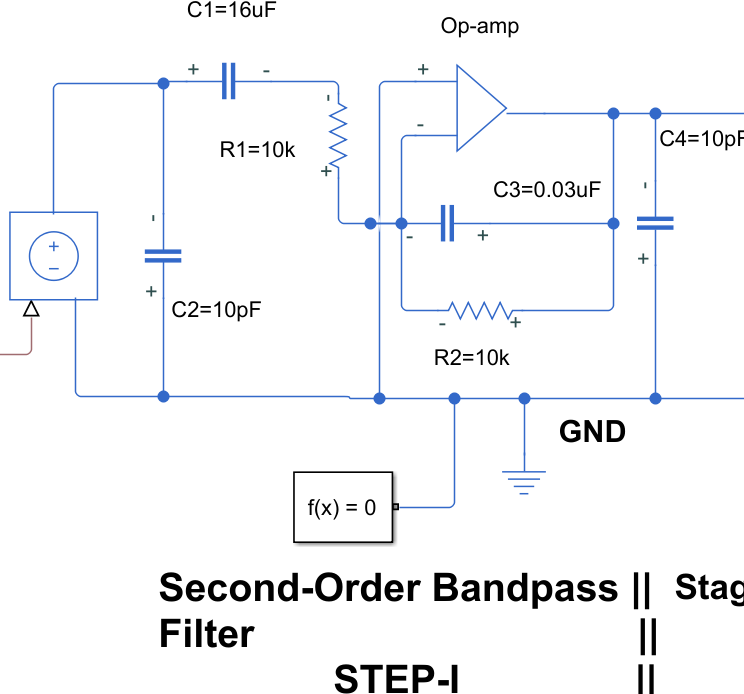 C1=16uF
Op-amp
+ -
+
-
R1=10k
-
+
C4=10pF
C3=0.03uF
-
+
- +
-
+
+
-
C2=10pF
- +
R2=10k
GND
f(x) = 0
Second-Order Bandpass || Stag
Filter ||
STEP-I ||